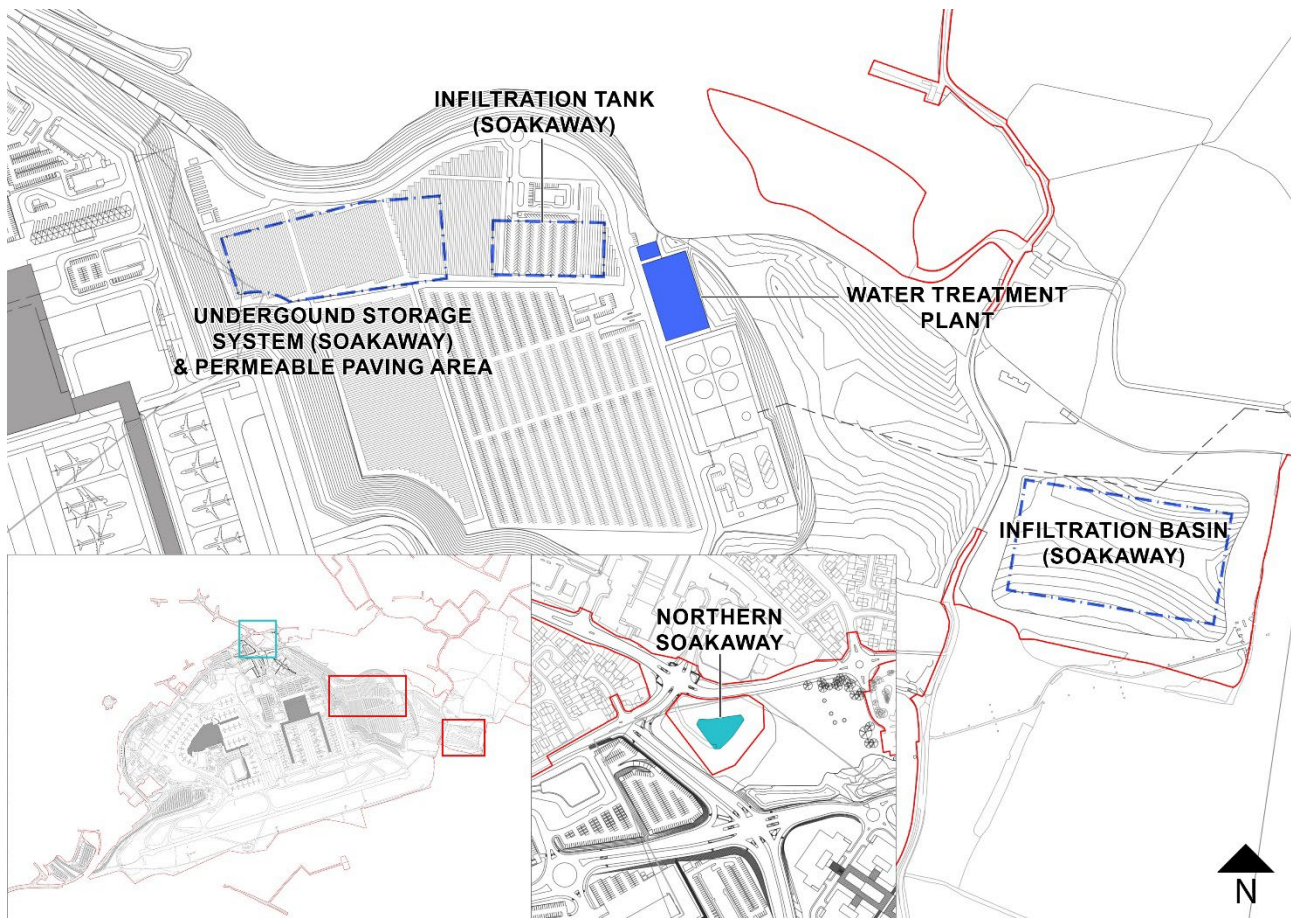 INFILTRATION TANK
(SOAKAWAY)
WATER TREATMENT
PLANT
UNDERGOUND STORAGE
SYSTEM (SOAKAWAY)
& PERMEABLE PAVING AREA
INFILTRATION BASIN
(SOAKAWAY)
NORTHERN
SOAKAWAY
N